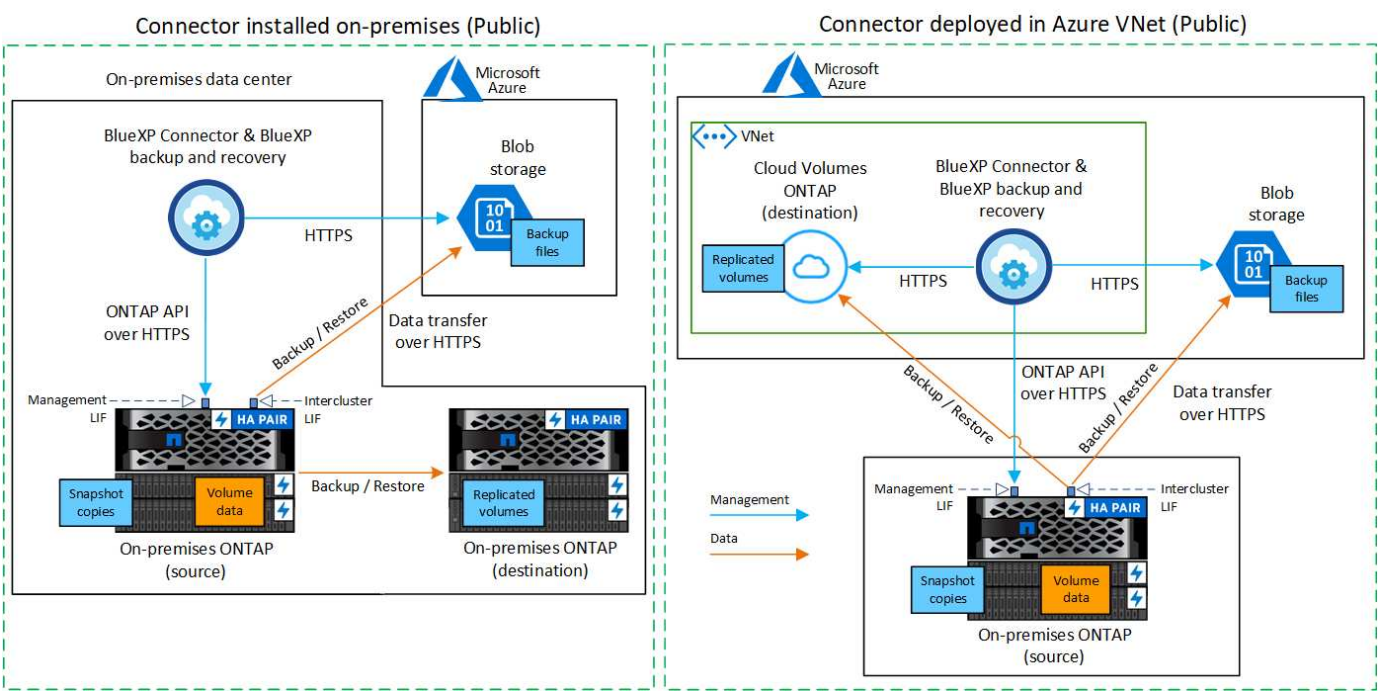 Connector installed on-premises (Public)
On-premises data center
Microsoft
Azure
BlueXP Connector & BlueXP
backup and recovery
Blob
storage
10
01
Backup
files
HTTPS
ONTAP API
over HTTPS
Backup / Restore
Data transfer
over HTTPS
Management
LIF
Intercluster
LIF
HA PAIR
HA PAIR
Snapshot
copies
Volume
data
Backup / Restore
Replicated
volumes
On-premises ONTAP
(source)
On-premises ONTAP
(destination)
Connector deployed in Azure VNet (Public)
Microsoft
Azure
VNet
Cloud Volumes
ONTAP
(destination)
BlueXP Connector &
BlueXP backup and
recovery
Blob
storage
Replicated
volumes
HTTPS
HTTPS
10
01
Backup
files
ONTAP API
over HTTPS
Backup / Restore
Backup / Restore
Data transfer
over HTTPS
Management
Data
Management
LIF
Intercluster
LIF
HA PAIR
Snapshot
copies
Volume
data
On-premises ONTAP
(source)